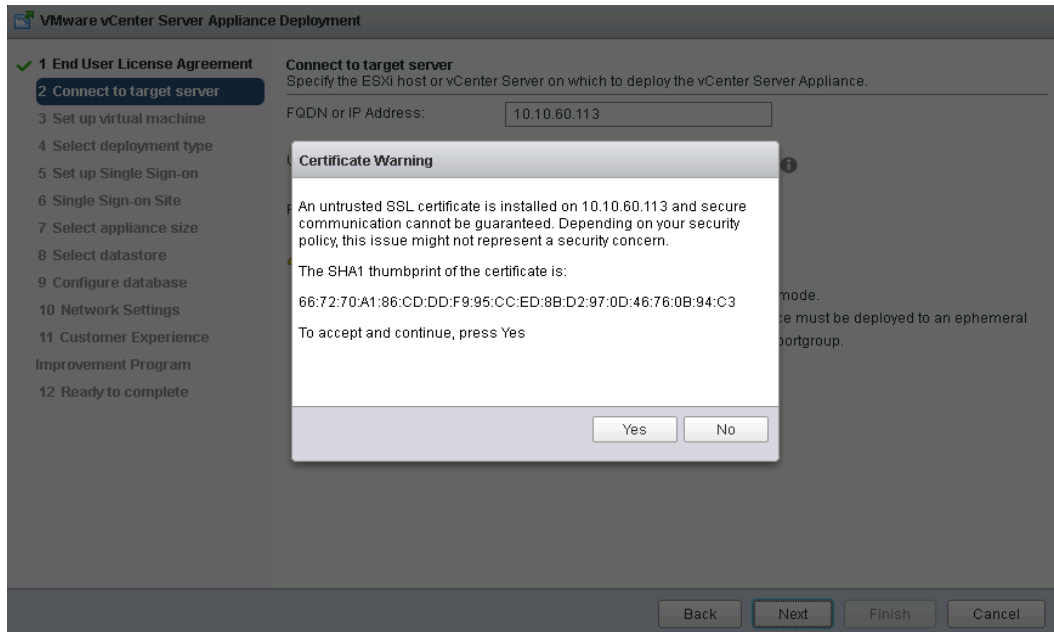 VMware vCenter Server Appliance Deployment
1 End User License Agreement
2 Connect to target server
3 Set up virtual machine
4 Select deployment type
5 Set up Single Sign-on
6 Single Sign-on Site
7 Select appliance size
8 Select datastore
9 Configure database
10 Network Settings
11 Customer Experience
Improvement Program
12 Ready to complete
Connect to target server
Specify the ESXi host or vCenter Server on which to deploy the vCenter Server Appliance.
FQDN or IP Address:
10.10.60.113
Certificate Warning
An untrusted SSL certificate is installed on 10.10.60.113 and secure
communication cannot be guaranteed. Depending on your security
policy, this issue might not represent a security concern.
The SHA1 thumbprint of the certificate is:
66:72:70:A1:86:CD:DD:F9:95:CC:ED:8B:D2:97:0D:46:76:0B:94:C3
To accept and continue, press Yes
Yes
No
mode.
must be deployed to an ephemeral
Back
Next
Finish
Cancel